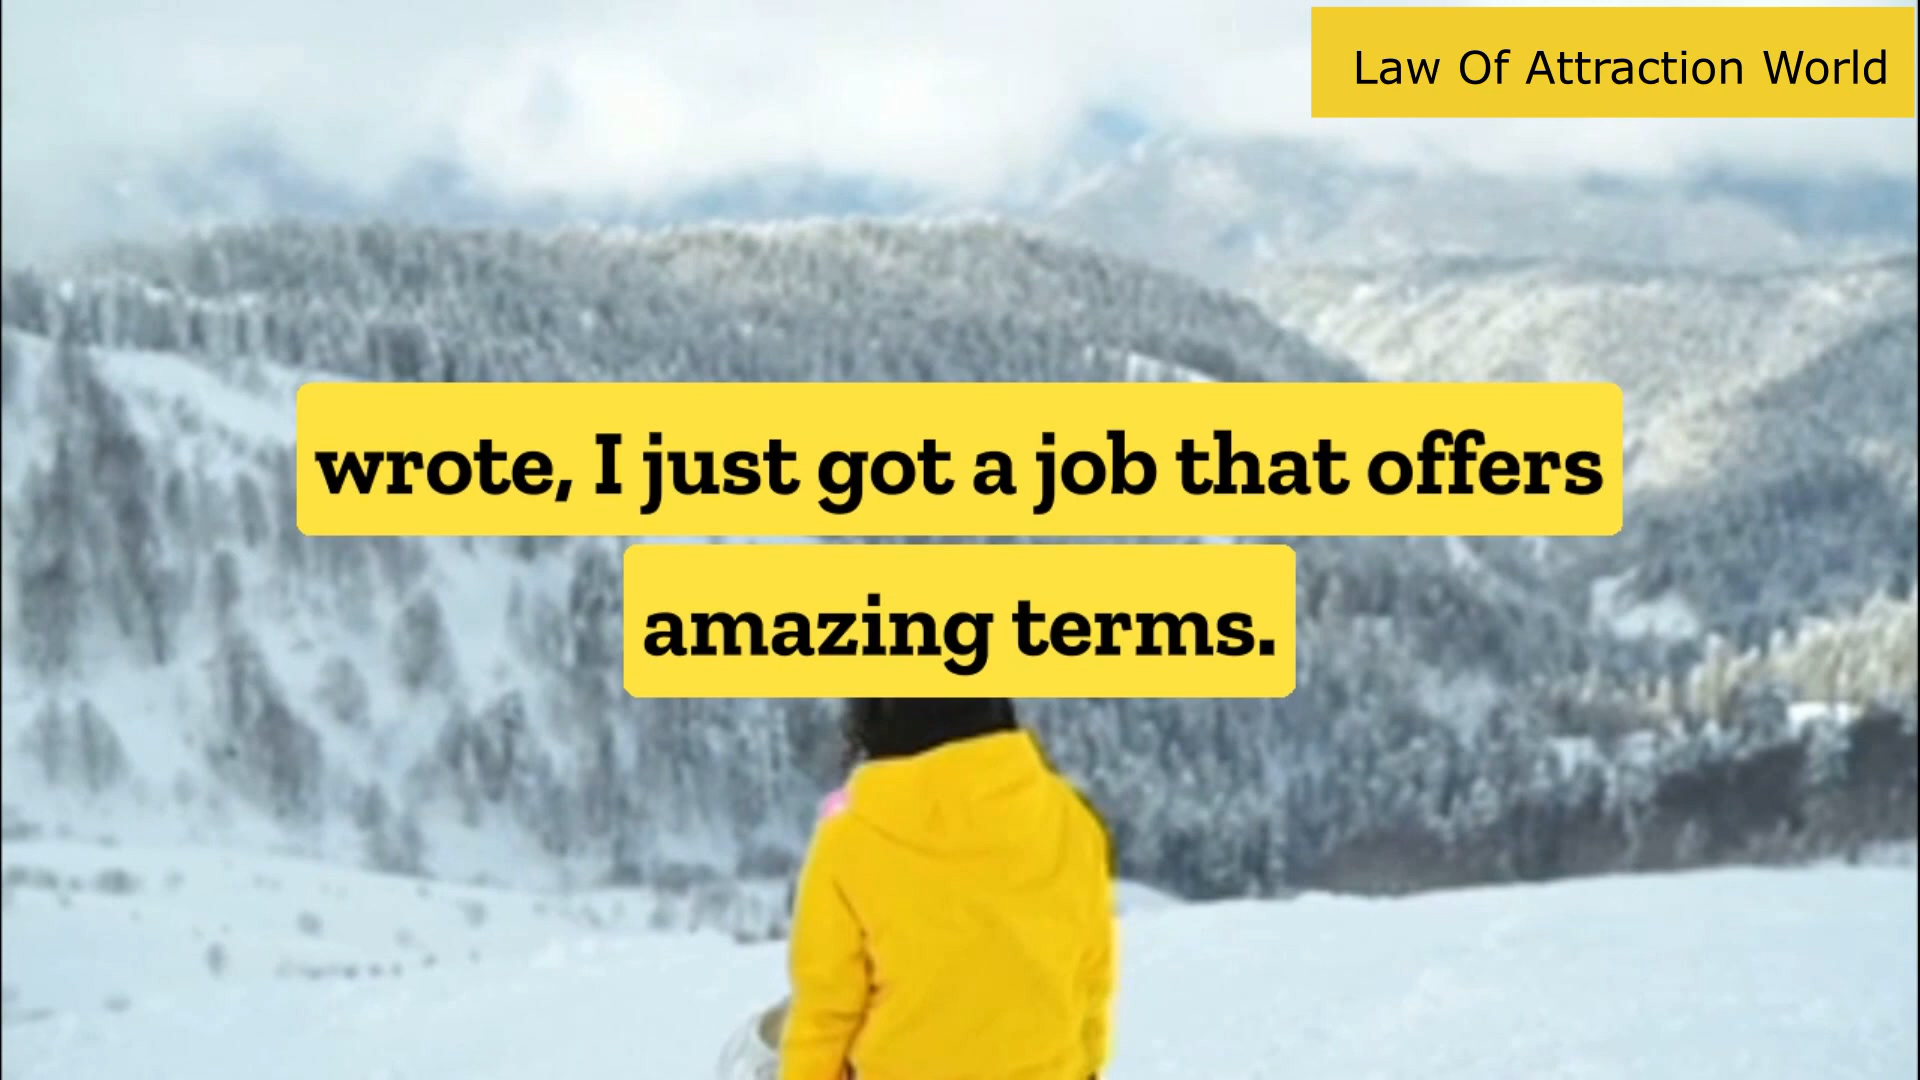 Law Of Attraction World
wrote, I just got a job that offers
amazing terms.